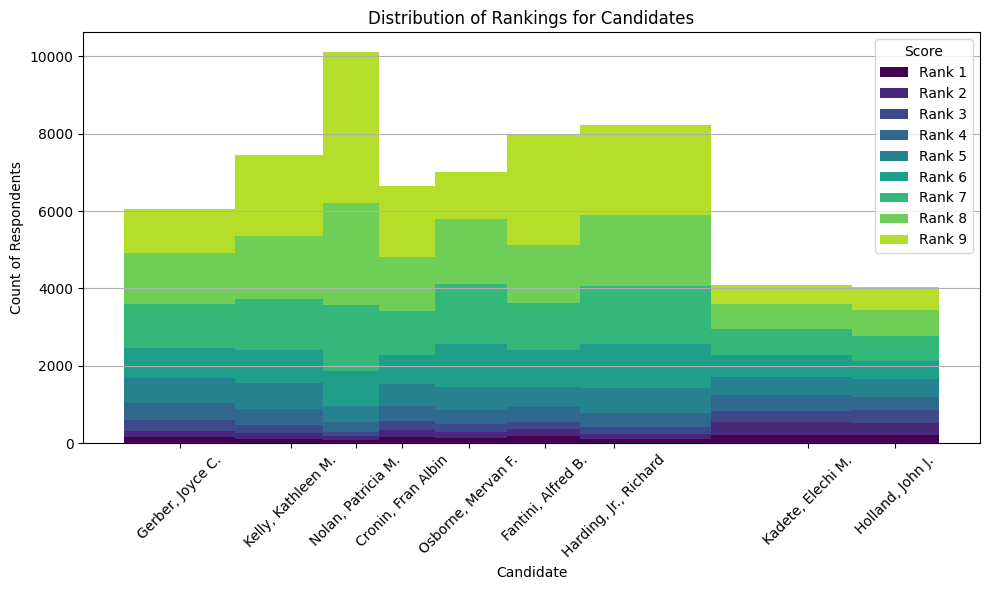 Distribution of Rankings for Candidates
Count of Respondents
10000
8000
6000
4000
2000
0
Score
Rank 1
Rank 2
Rank 3
Rank 4
Rank 5
Rank 6
Rank 7
Rank 8
Rank 9
Gerber, Joyce C.
Kelly, Kathleen M.
Nolan, Patricia M.
Cronin, Fran Albin
Osborne, Mervan F.
Fantini, Alfred B.
Harding, Jr., Richard
Kadete, Elechi M.
Holland, John J.
Candidate